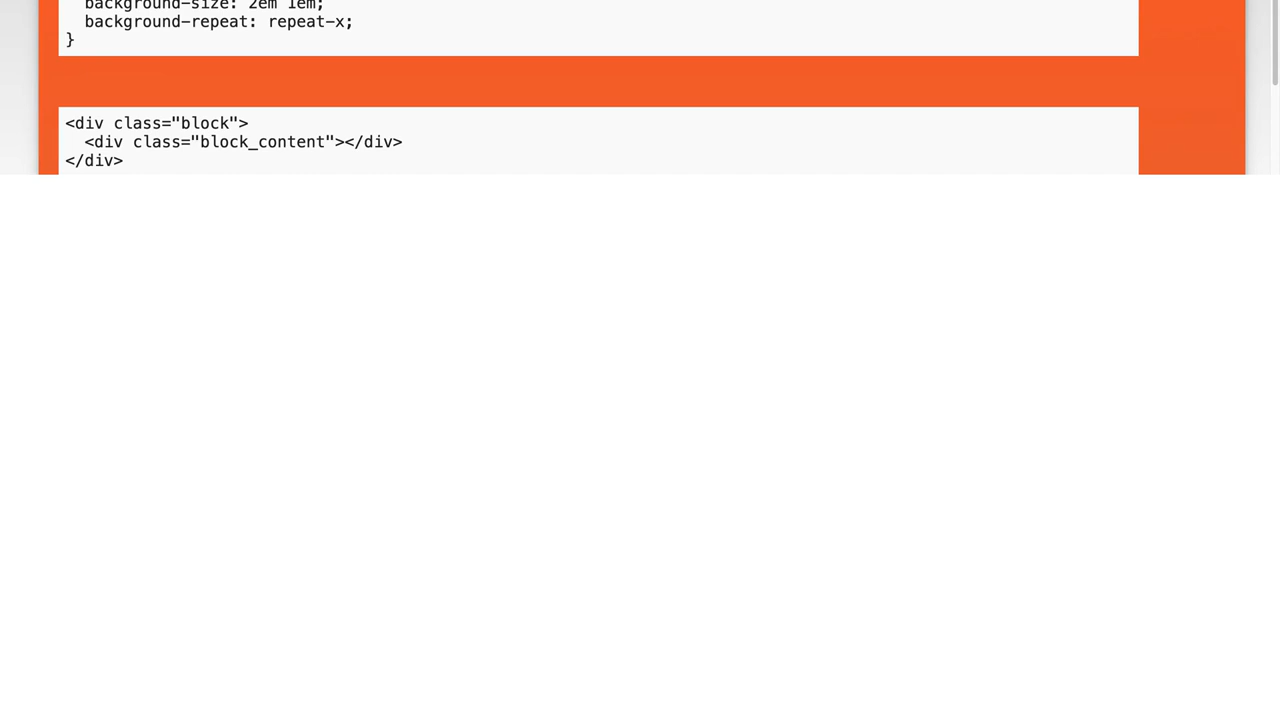 background-size: 2em 1em;
background-repeat: repeat-x;
}
<div class="block">
<div class="block_content"></div>
</div>